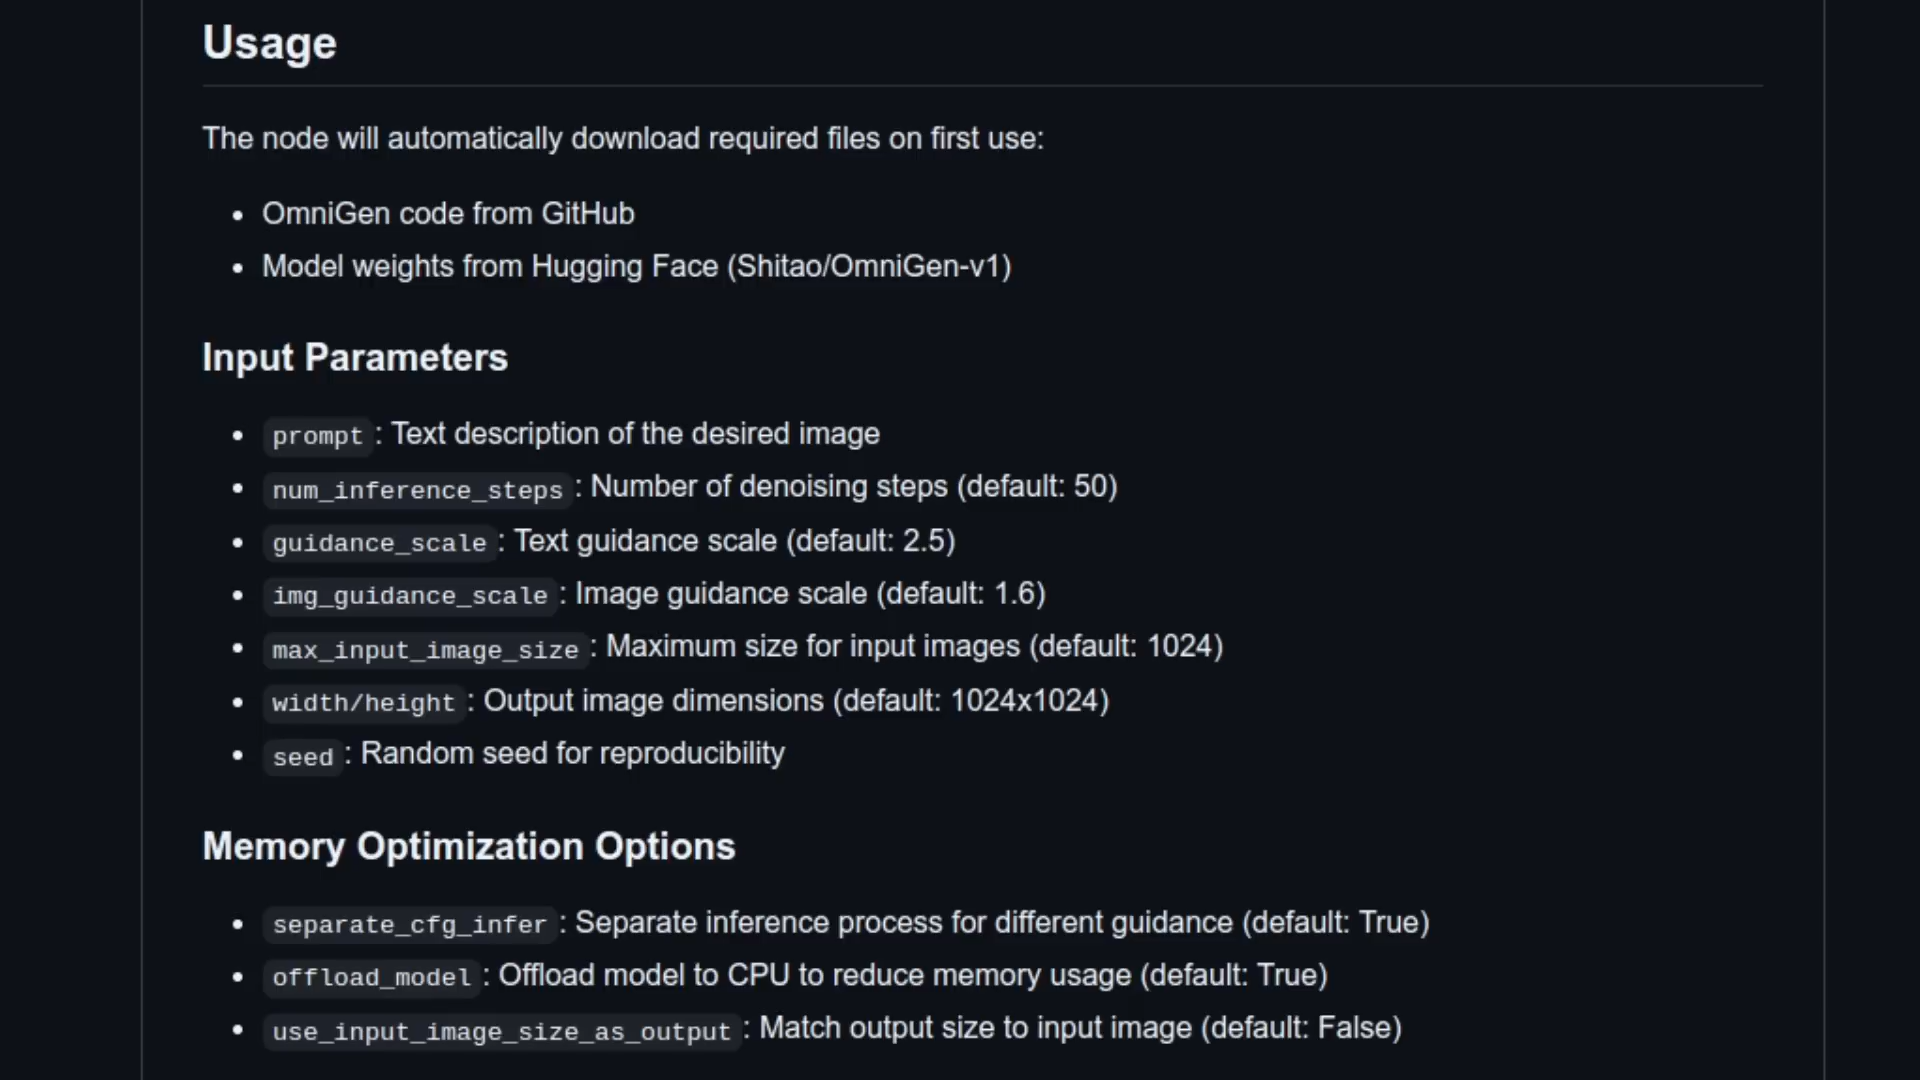 Usage
The node will automatically download required files on first use:
• OmniGen code from GitHub
• Model weights from Hugging Face (Shitao/OmniGen-v1)
Input Parameters
• prompt : Text description of the desired image
• num_inference_steps : Number of denoising steps (default: 50)
• guidance_scale : Text guidance scale (default: 2.5)
• img_guidance_scale : Image guidance scale (default: 1.6)
• max_input_image_size : Maximum size for input images (default: 1024)
• width/height : Output image dimensions (default: 1024x1024)
• seed : Random seed for reproducibility
Memory Optimization Options
• separate_cfg_infer : Separate inference process for different guidance (default: True)
• offload_model : Offload model to CPU to reduce memory usage (default: True)
• use_input_image_size_as_output : Match output size to input image (default: False)